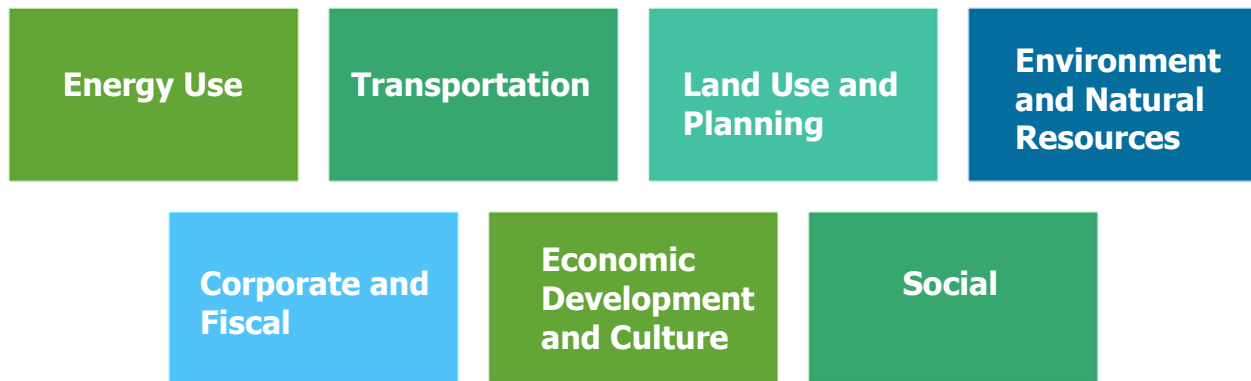 Energy Use
Transportation
Land Use and
Planning
Environment
and Natural
Resources
Corporate and
Fiscal
Economic
Development
and Culture
Social